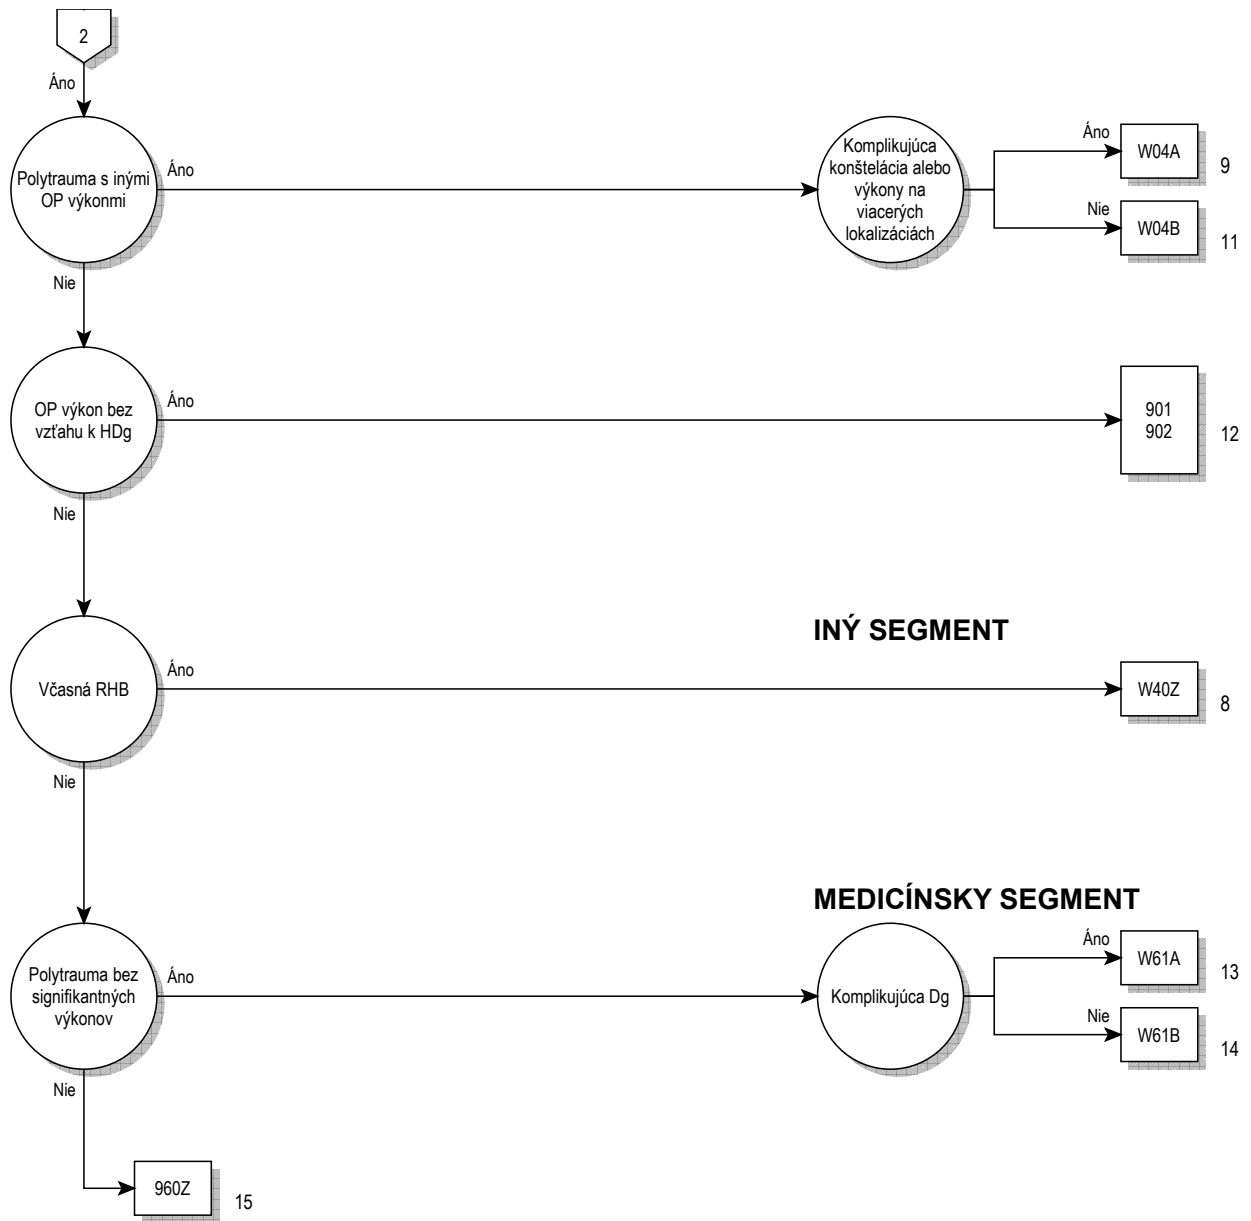 2
Áno
Polytrauma s inými
OP výkonmi
Áno
Komplikujúca
konštelácia alebo
výkony na
viacerých
lokalizáciách
Áno
W04A
9
Nie
W04B
11
Nie
OP výkon bez
vzťahu k HDg
Áno
901
902
12
Nie
INÝ SEGMENT
Včasná RHB
Áno
W40Z
8
Nie
MEDICÍNSKY SEGMENT
Polytrauma bez
signifikantných
výkonov
Áno
Komplikujúca Dg
Áno
W61A
13
Nie
W61B
14
Nie
960Z
15